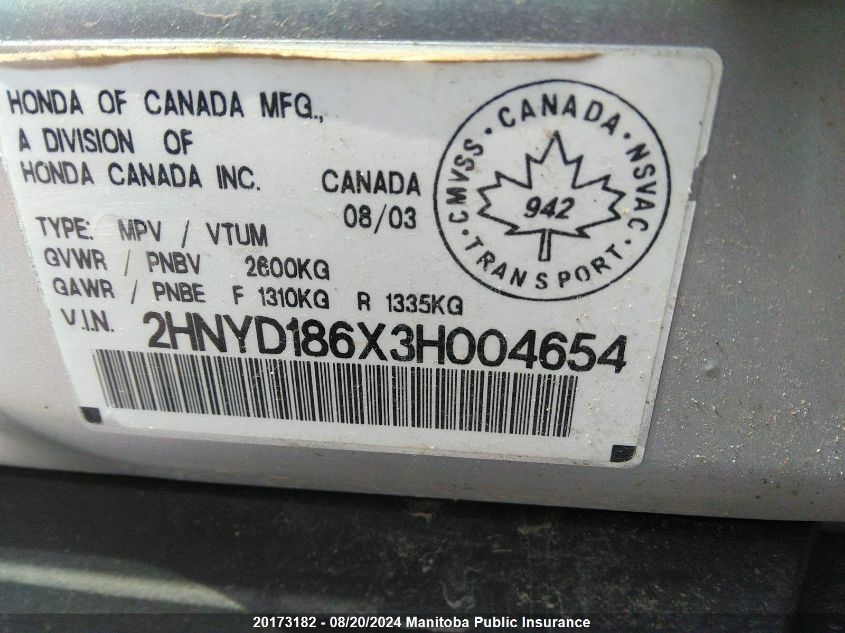 HONDA OF CANADA MFG.,
A DIVISION OF
HONDA CANADA INC.
CANADA
08/03
TYPE: MPV / VTUM
GVWR / PNBV 2600KG
GAWR / PNBE F 1310KG R 1335KG
V.I.N. 2HNYD186X3H004654
· CANADA · NSVAC · TRANSPORT · CMVSS
942
20173182 - 08/20/2024 Manitoba Public Insurance